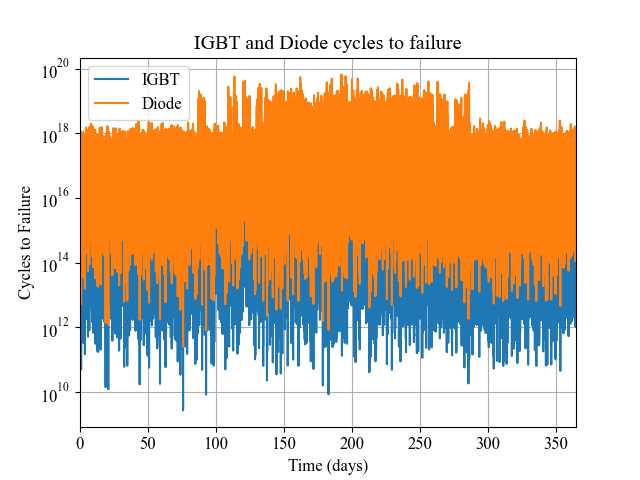 IGBT and Diode cycles to failure
IGBT
Diode
Cycles to Failure
10^20
10^18
10^16
10^14
10^12
10^10
0 50 100 150 200 250 300 350
Time (days)